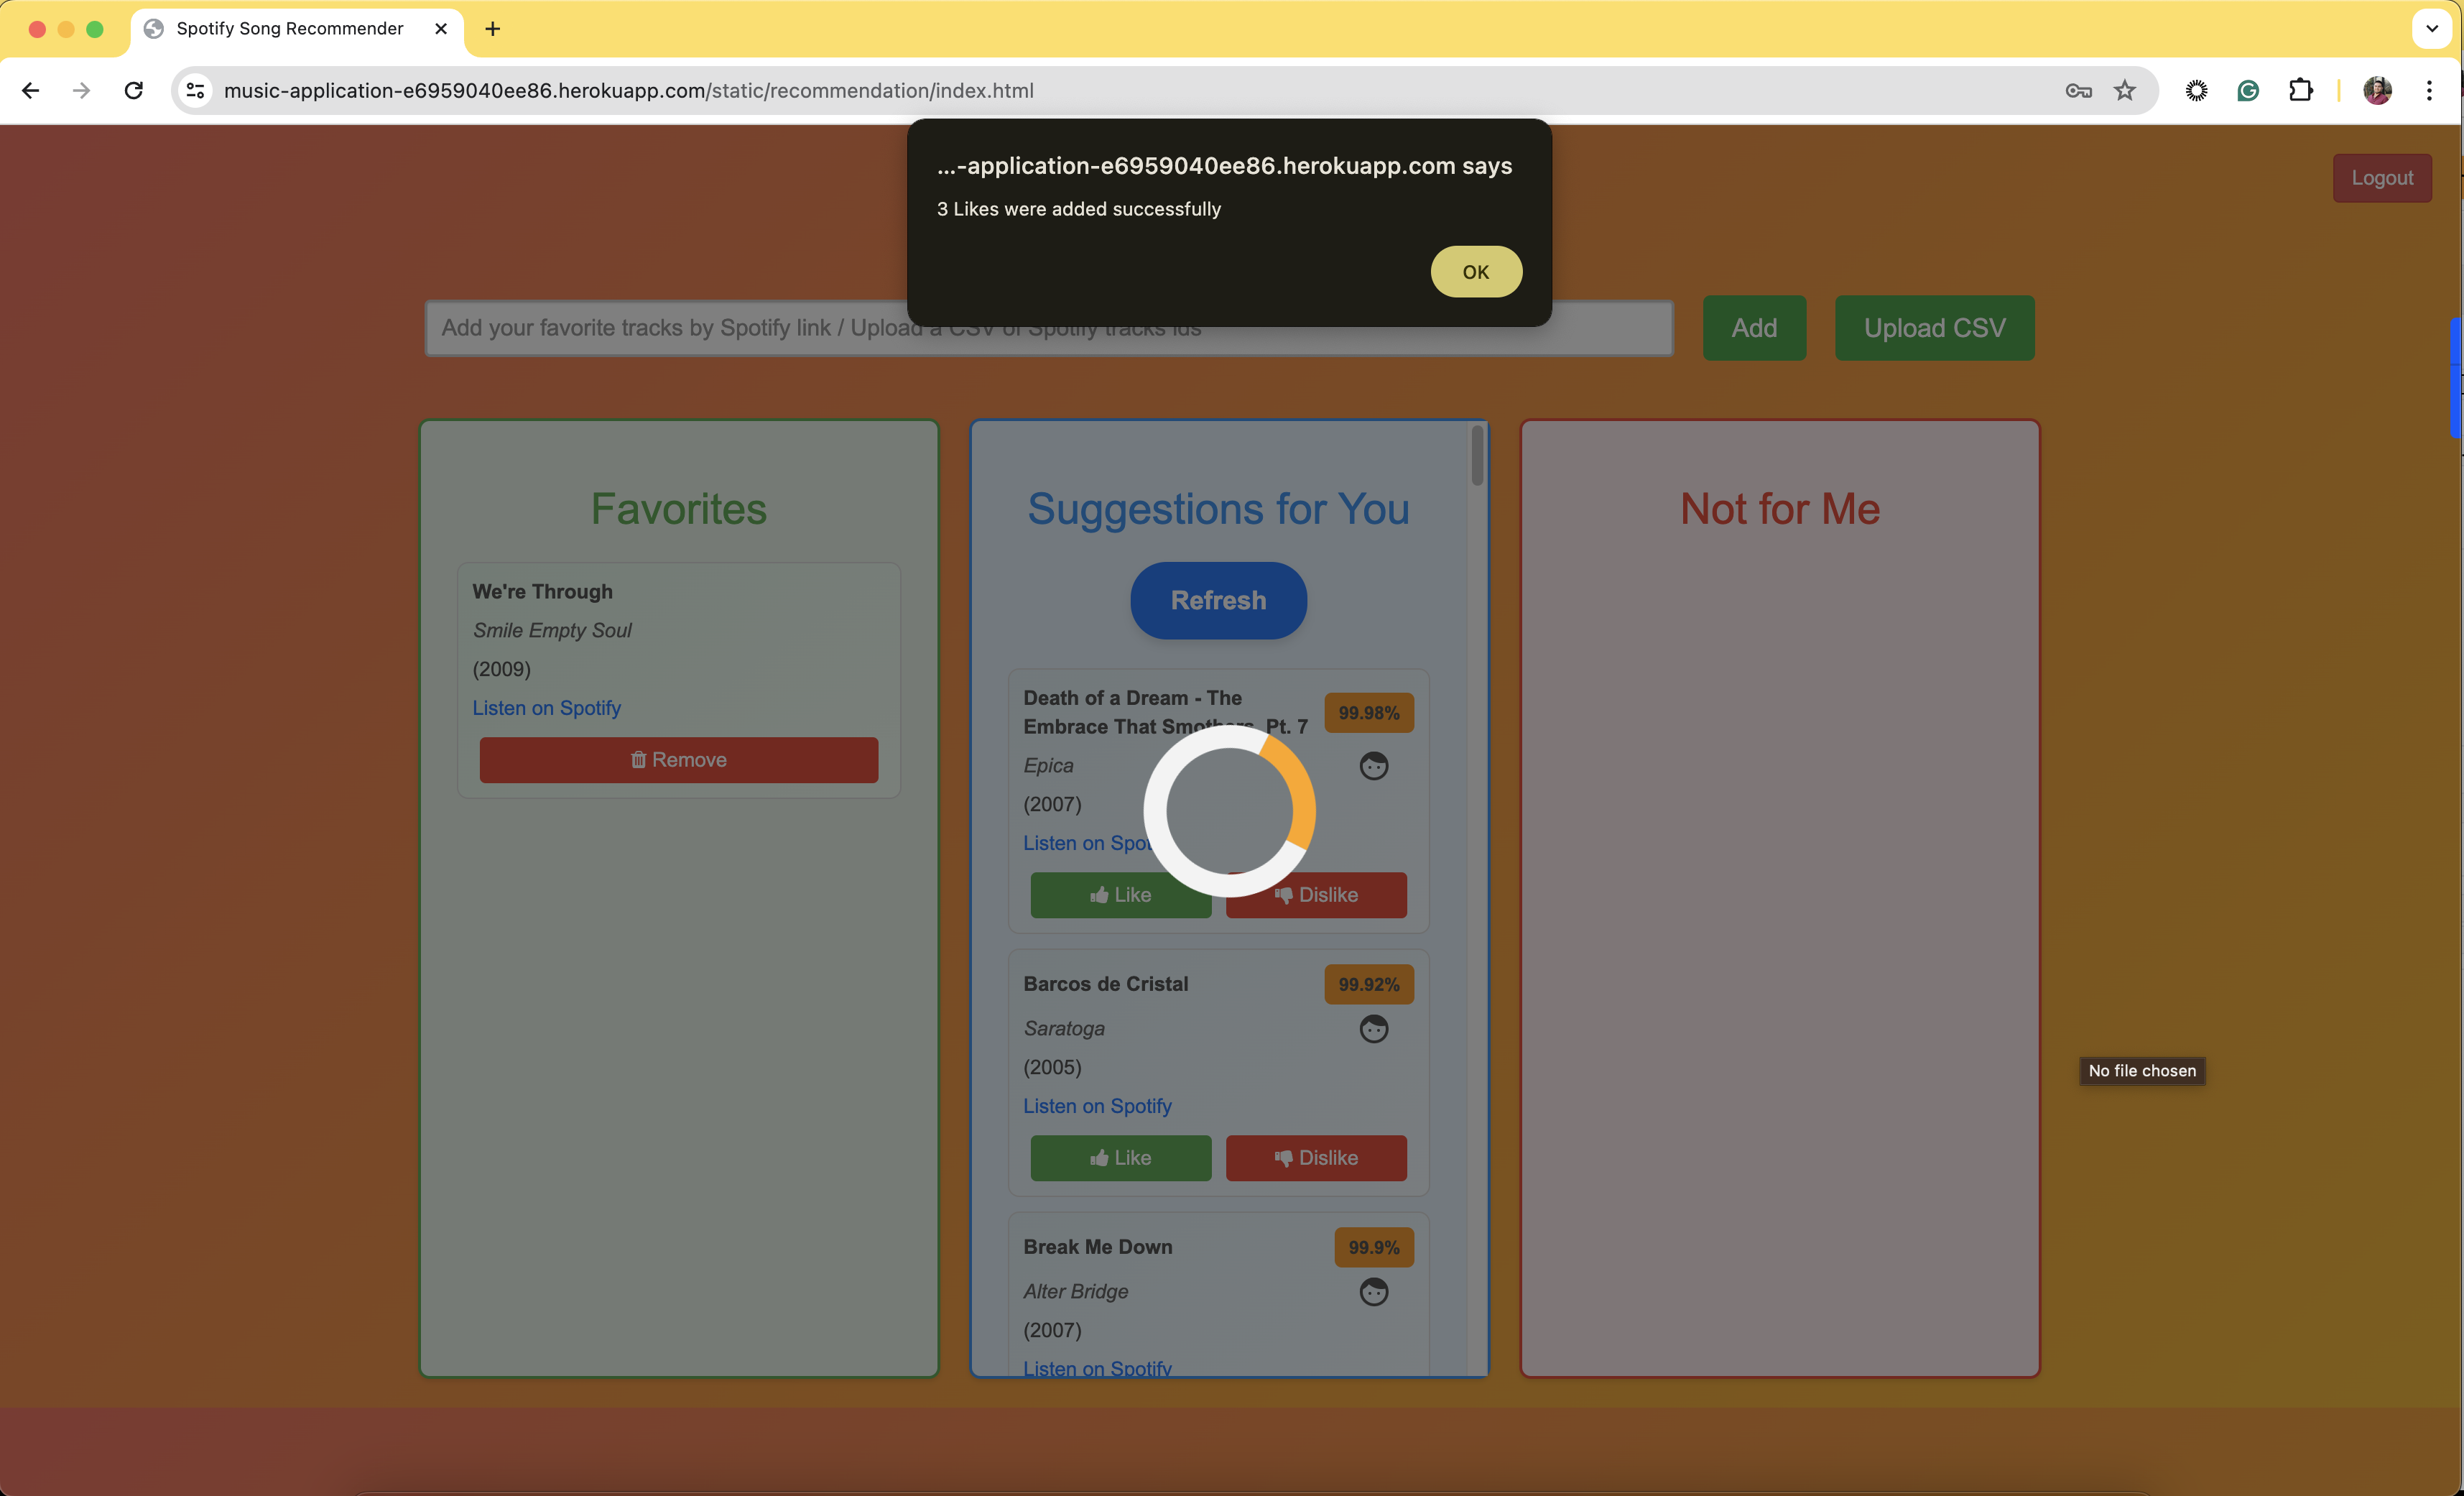 Spotify Song Recommender
music-application-e6959040ee86.herokuapp.com/static/recommendation/index.html
...-application-e6959040ee86.herokuapp.com says
3 Likes were added successfully
OK
Logout
Add your favorite tracks by Spotify link / Upload a CSV of Spotify tracks ids
Add
Upload CSV
Favorites
We're Through
Smile Empty Soul
(2009)
Listen on Spotify
Remove
Suggestions for You
Refresh
Death of a Dream - The
Embrace That Smothers, Pt. 7
99.98%
Epica
(2007)
Listen on Spot
Like
Dislike
Barcos de Cristal
99.92%
Saratoga
(2005)
Listen on Spotify
Like
Dislike
Break Me Down
99.9%
Alter Bridge
(2007)
Listen on Spotify
Not for Me
No file chosen